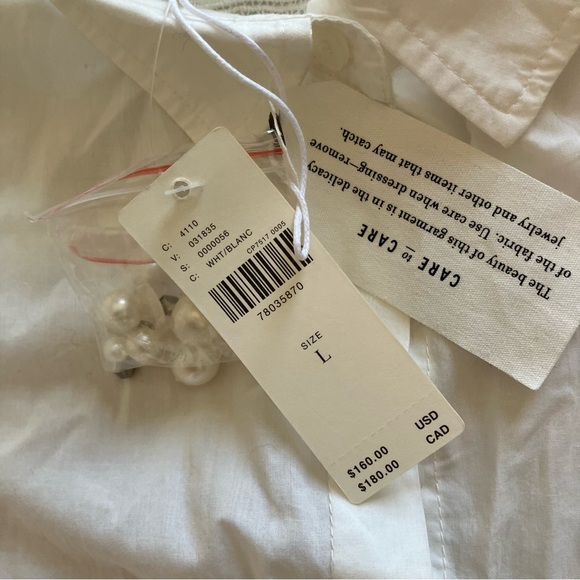 C: 4110
V: 031835
S: 0000056
C: WHT/BLANC
CP7517 0005
78035870
SIZE
L
$160.00 USD
$180.00 CAD
CARE to CARE
The beauty of this garment is in the delicacy
of the fabric. Use care when dressing—remove
jewelry and other items that may catch.